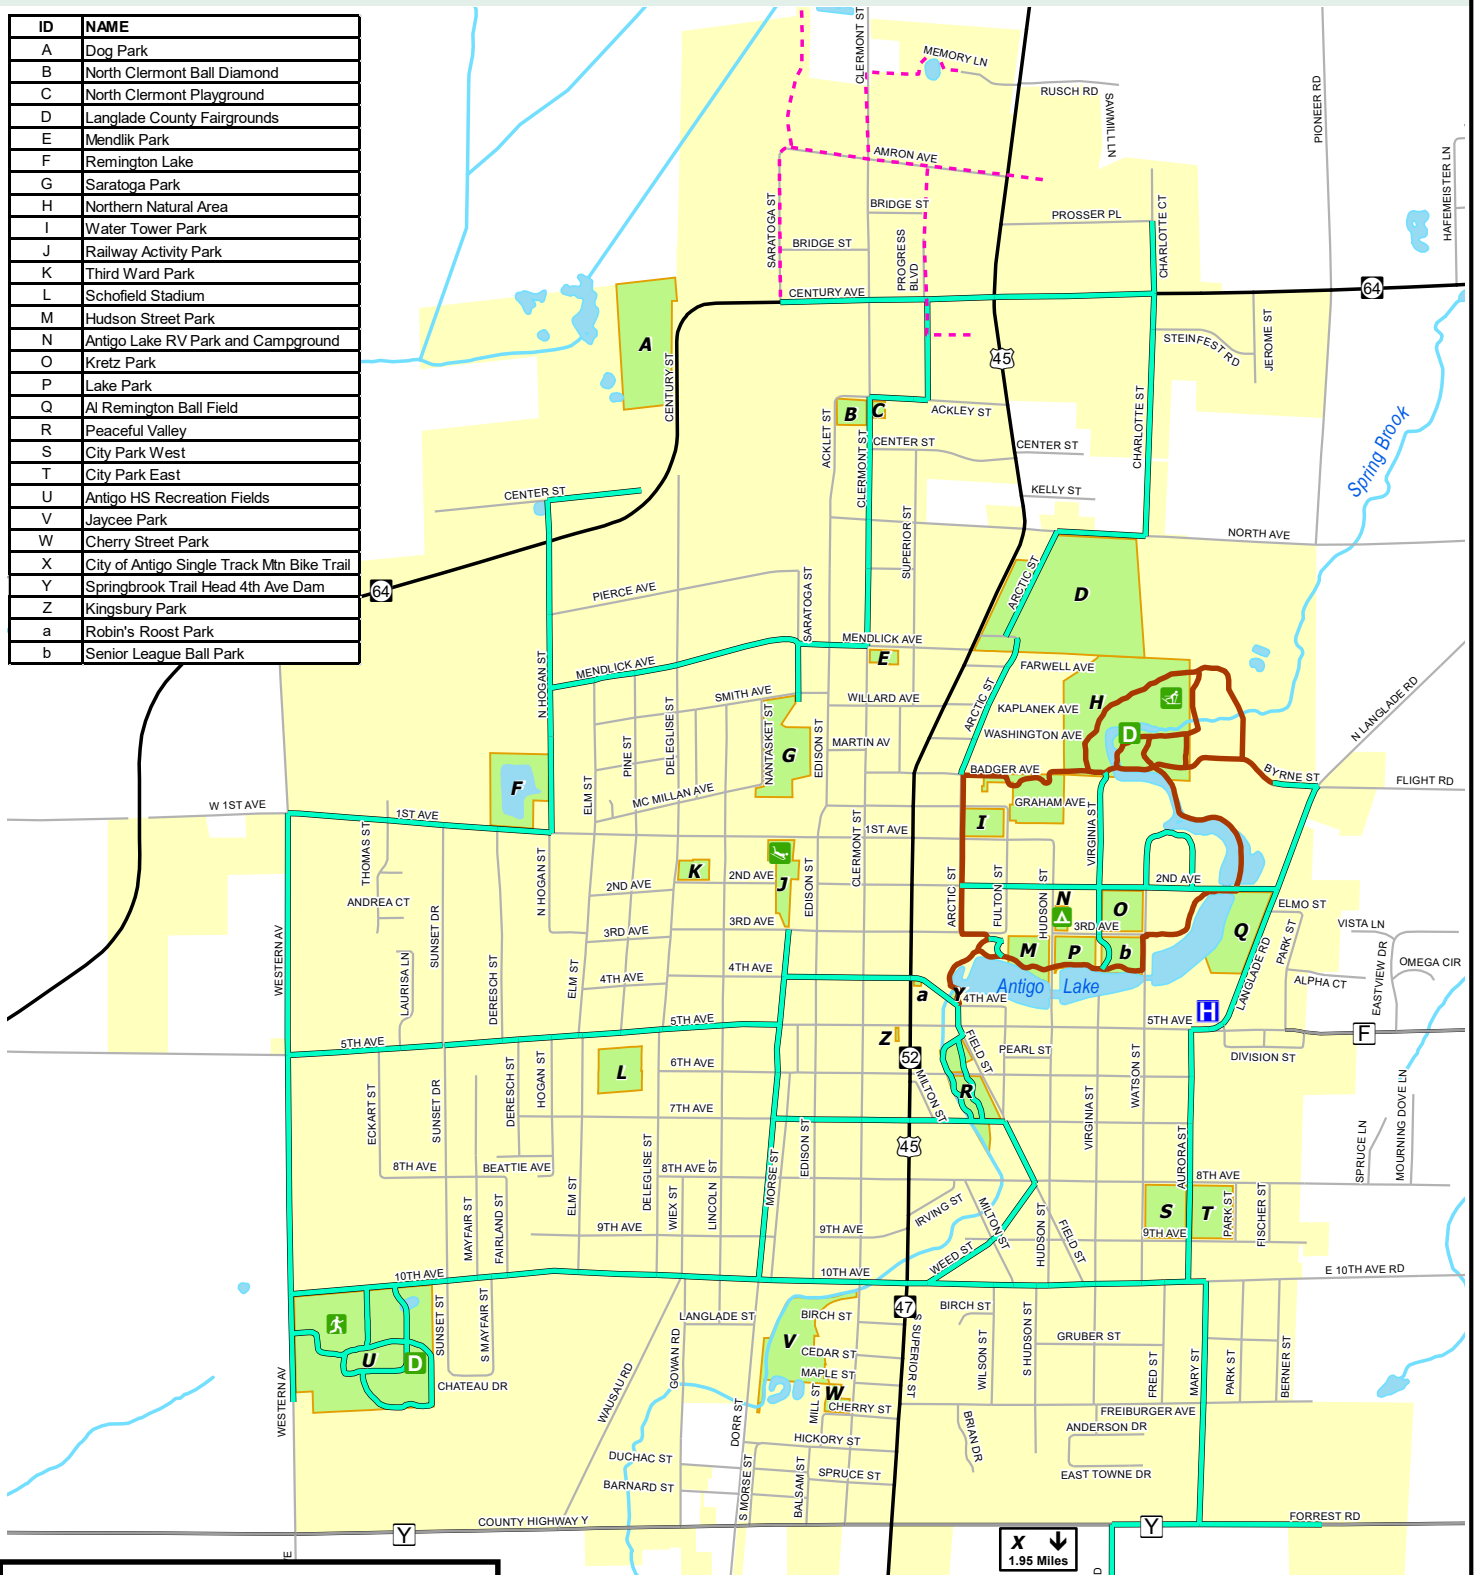 ID NAME
A Dog Park
B North Clermont Ball Diamond
C North Clermont Playground
D Langlade County Fairgrounds
E Mendlik Park
F Remington Lake
G Saratoga Park
H Northern Natural Area
I Water Tower Park
J Railway Activity Park
K Third Ward Park
L Schofield Stadium
M Hudson Street Park
N Antigo Lake RV Park and Campground
O Kretz Park
P Lake Park
Q Al Remington Ball Field
R Peaceful Valley
S City Park West
T City Park East
U Antigo HS Recreation Fields
V Jaycee Park
W Cherry Street Park
X City of Antigo Single Track Mtn Bike Trail
Y Springbrook Trail Head 4th Ave Dam
Z Kingsbury Park
a Robin's Roost Park
b Senior League Ball Park
CLERMONT ST
MEMORY LN
RUSCH RD
SAWMILL LN
PIONEER RD
HAFEMEISTER LN
AMRON AVE
SARATOGA ST
BRIDGE ST
BRIDGE ST
PROGRESS BLVD
PROSSER PL
CHARLOTTE CT
CENTURY AVE
64
STEINFEST RD
JEROME ST
45
A
CENTURY ST
ACKLET ST
B
C
ACKLEY ST
CHARLOTTE ST
Spring Brook
CLERMONT ST
CENTER ST
CENTER ST
CENTER ST
KELLY ST
SUPERIOR ST
NORTH AVE
64
PIERCE AVE
SARATOGA ST
ARCTIC ST
D
MENDLICK AVE
MENDLICK AVE
E
N HOGAN ST
FARWELL AVE
SMITH AVE
WILLARD AVE
ARCTIC ST
KAPLANEK AVE
H
N LANGLADE RD
DELEGLISE ST
NANTASKET ST
EDISON ST
MARTIN AV
WASHINGTON AVE
D
PINE ST
G
BADGER AVE
BYRNE ST
FLIGHT RD
F
ELM ST
MC MILLAN AVE
GRAHAM AVE
W 1ST AVE
1ST AVE
1ST AVE
I
VIRGINIA ST
THOMAS ST
CLERMONT ST
K
2ND AVE
2ND AVE
J
EDISON ST
2ND AVE
ANDREA CT
N HOGAN ST
ARCTIC ST
FULTON ST
HUDSON ST
N
O
ELMO ST
SUNSET DR
3RD AVE
3RD AVE
3RD AVE
Q
PARK ST
VISTA LN
WESTERN AV
LAURISA LN
DERESCH ST
ELM ST
4TH AVE
4TH AVE
M
P
b
LANGLADE RD
OMEGA CIR
EASTVIEW DR
ALPHA CT
a
Y
4TH AVE
Antigo Lake
H
5TH AVE
5TH AVE
5TH AVE
Z
F
DIVISION ST
52
FIELD ST
PEARL ST
L
6TH AVE
MILTON ST
R
WATSON ST
ECKART ST
SUNSET DR
DERESCH ST
HOGAN ST
7TH AVE
VIRGINIA ST
SPRUCE LN
MOURNING DOVE LN
45
EDISON ST
MORSE ST
AURORA ST
8TH AVE
BEATTIE AVE
DELEGLISE ST
8TH AVE
8TH AVE
ELM ST
WIEX ST
LINCOLN ST
MAYFAIR ST
FAIRLAND ST
9TH AVE
9TH AVE
IRVING ST
MILTON ST
HUDSON ST
FIELD ST
S
T
PARK ST
FISCHER ST
9TH AVE
WEED ST
10TH AVE
10TH AVE
E 10TH AVE RD
SUNSET ST
S MAYFAIR ST
LANGLADE ST
BIRCH ST
47
BIRCH ST
GRUBER ST
V
U
D
CEDAR ST
MAPLE ST
S SUPERIOR ST
WILSON ST
S HUDSON ST
FRED ST
MARY ST
PARK ST
BERNER ST
WESTERN AV
CHATEAU DR
WAUSAU RD
GOWAN RD
DORR ST
MILL ST
W
CHERRY ST
FREIBURGER AVE
BRIAN DR
ANDERSON DR
HICKORY ST
DUCHAC ST
BARNARD ST
S MORSE ST
BALSAM ST
SPRUCE ST
EAST TOWNE DR
COUNTY HIGHWAY Y
Y
Y
FORREST RD
X
1.95 Miles